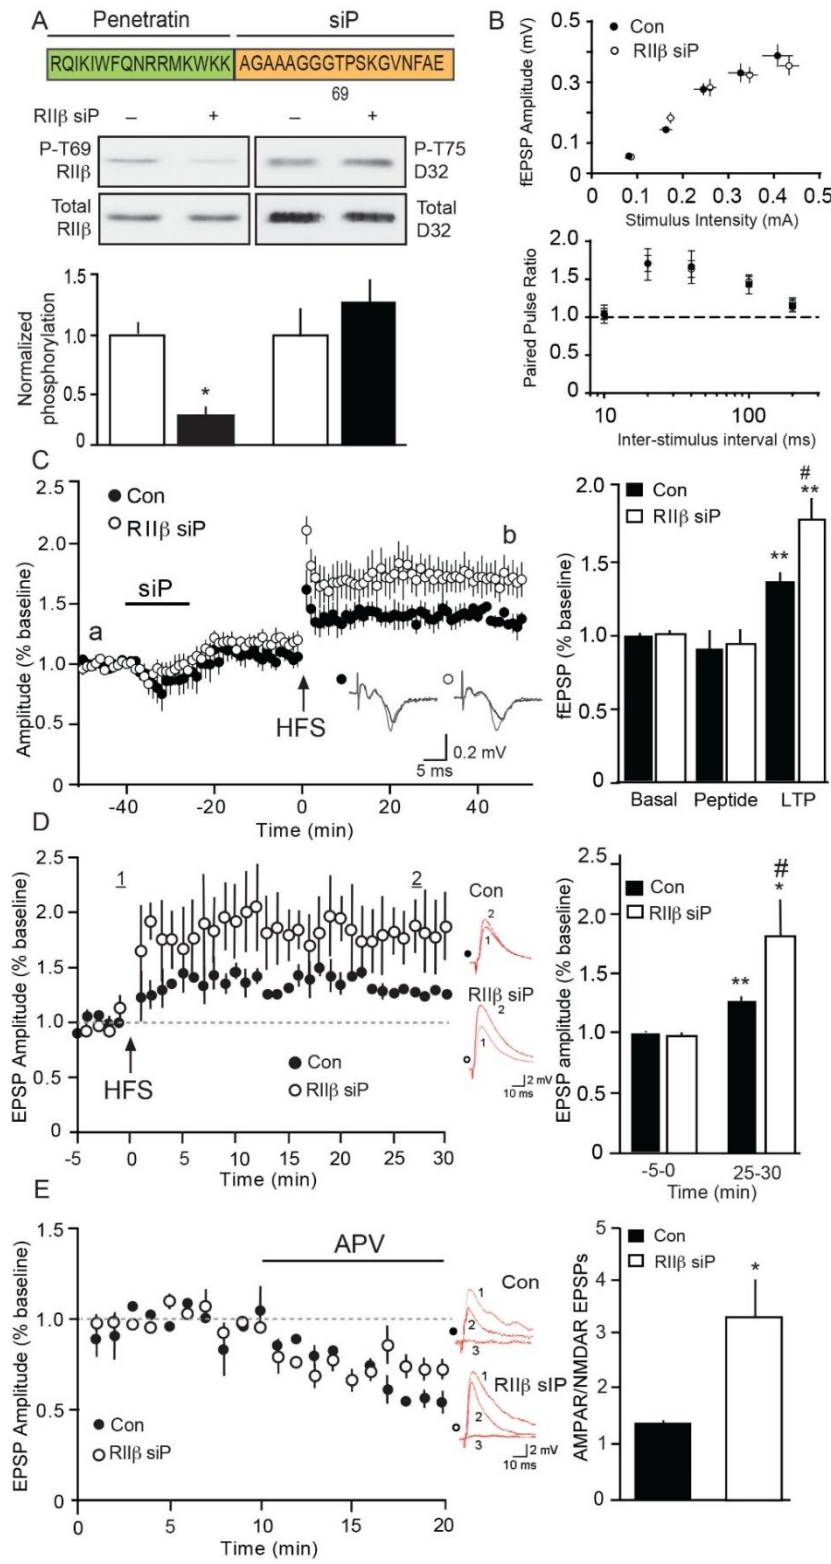 A
Penetratin siP
RQIKIWFQNRRMKWKK AGAAAGGGTPSKGVNFAE
69
RIIβ siP – + – +
P-T69
RIIβ
P-T75
D32
Total
RIIβ
Total
D32
Normalized
phosphorylation
1.5
1.0
0.5
0
*
B
fEPSP Amplitude (mV)
0.5
0.3
0.1
0
Con
RIIβ siP
0 0.1 0.2 0.3 0.4 0.5
Stimulus Intensity (mA)
Paired Pulse Ratio
2.0
1.5
1.0
0.5
0
10 100
Inter-stimulus interval (ms)
C
Amplitude (% baseline)
2.5
2.0
1.5
1.0
0.5
0
Con
RIIβ siP
siP
a
b
HFS
0.2 mV
5 ms
-40 -20 0 20 40
Time (min)
fEPSP (% baseline)
2.0
1.5
1.0
0.5
0.0
Con
RIIβ siP
**
#
**
Basal Peptide LTP
D
EPSP Amplitude (% baseline)
2.5
2.0
1.5
1.0
0.5
0
1
2
HFS
Con
RIIβ siP
-5 0 5 10 15 20 25 30
Time (min)
Con
2
1
RIIβ siP
2
1
2 mV
10 ms
EPSP amplitude (% baseline)
2.5
2.0
1.5
1.0
0.5
0
Con
RIIβ siP
**
#
*
-5-0 25-30
Time (min)
E
EPSP Amplitude (% baseline)
1.5
1.0
0.5
0
APV
Con
RIIβ siP
0 5 10 15 20
Time (min)
Con
1
2
3
RIIβ sIP
1
2
3
2 mV
10 ms
AMPAR/NMDAR EPSPs
5
4
3
2
1
0
Con
RIIβ siP
*